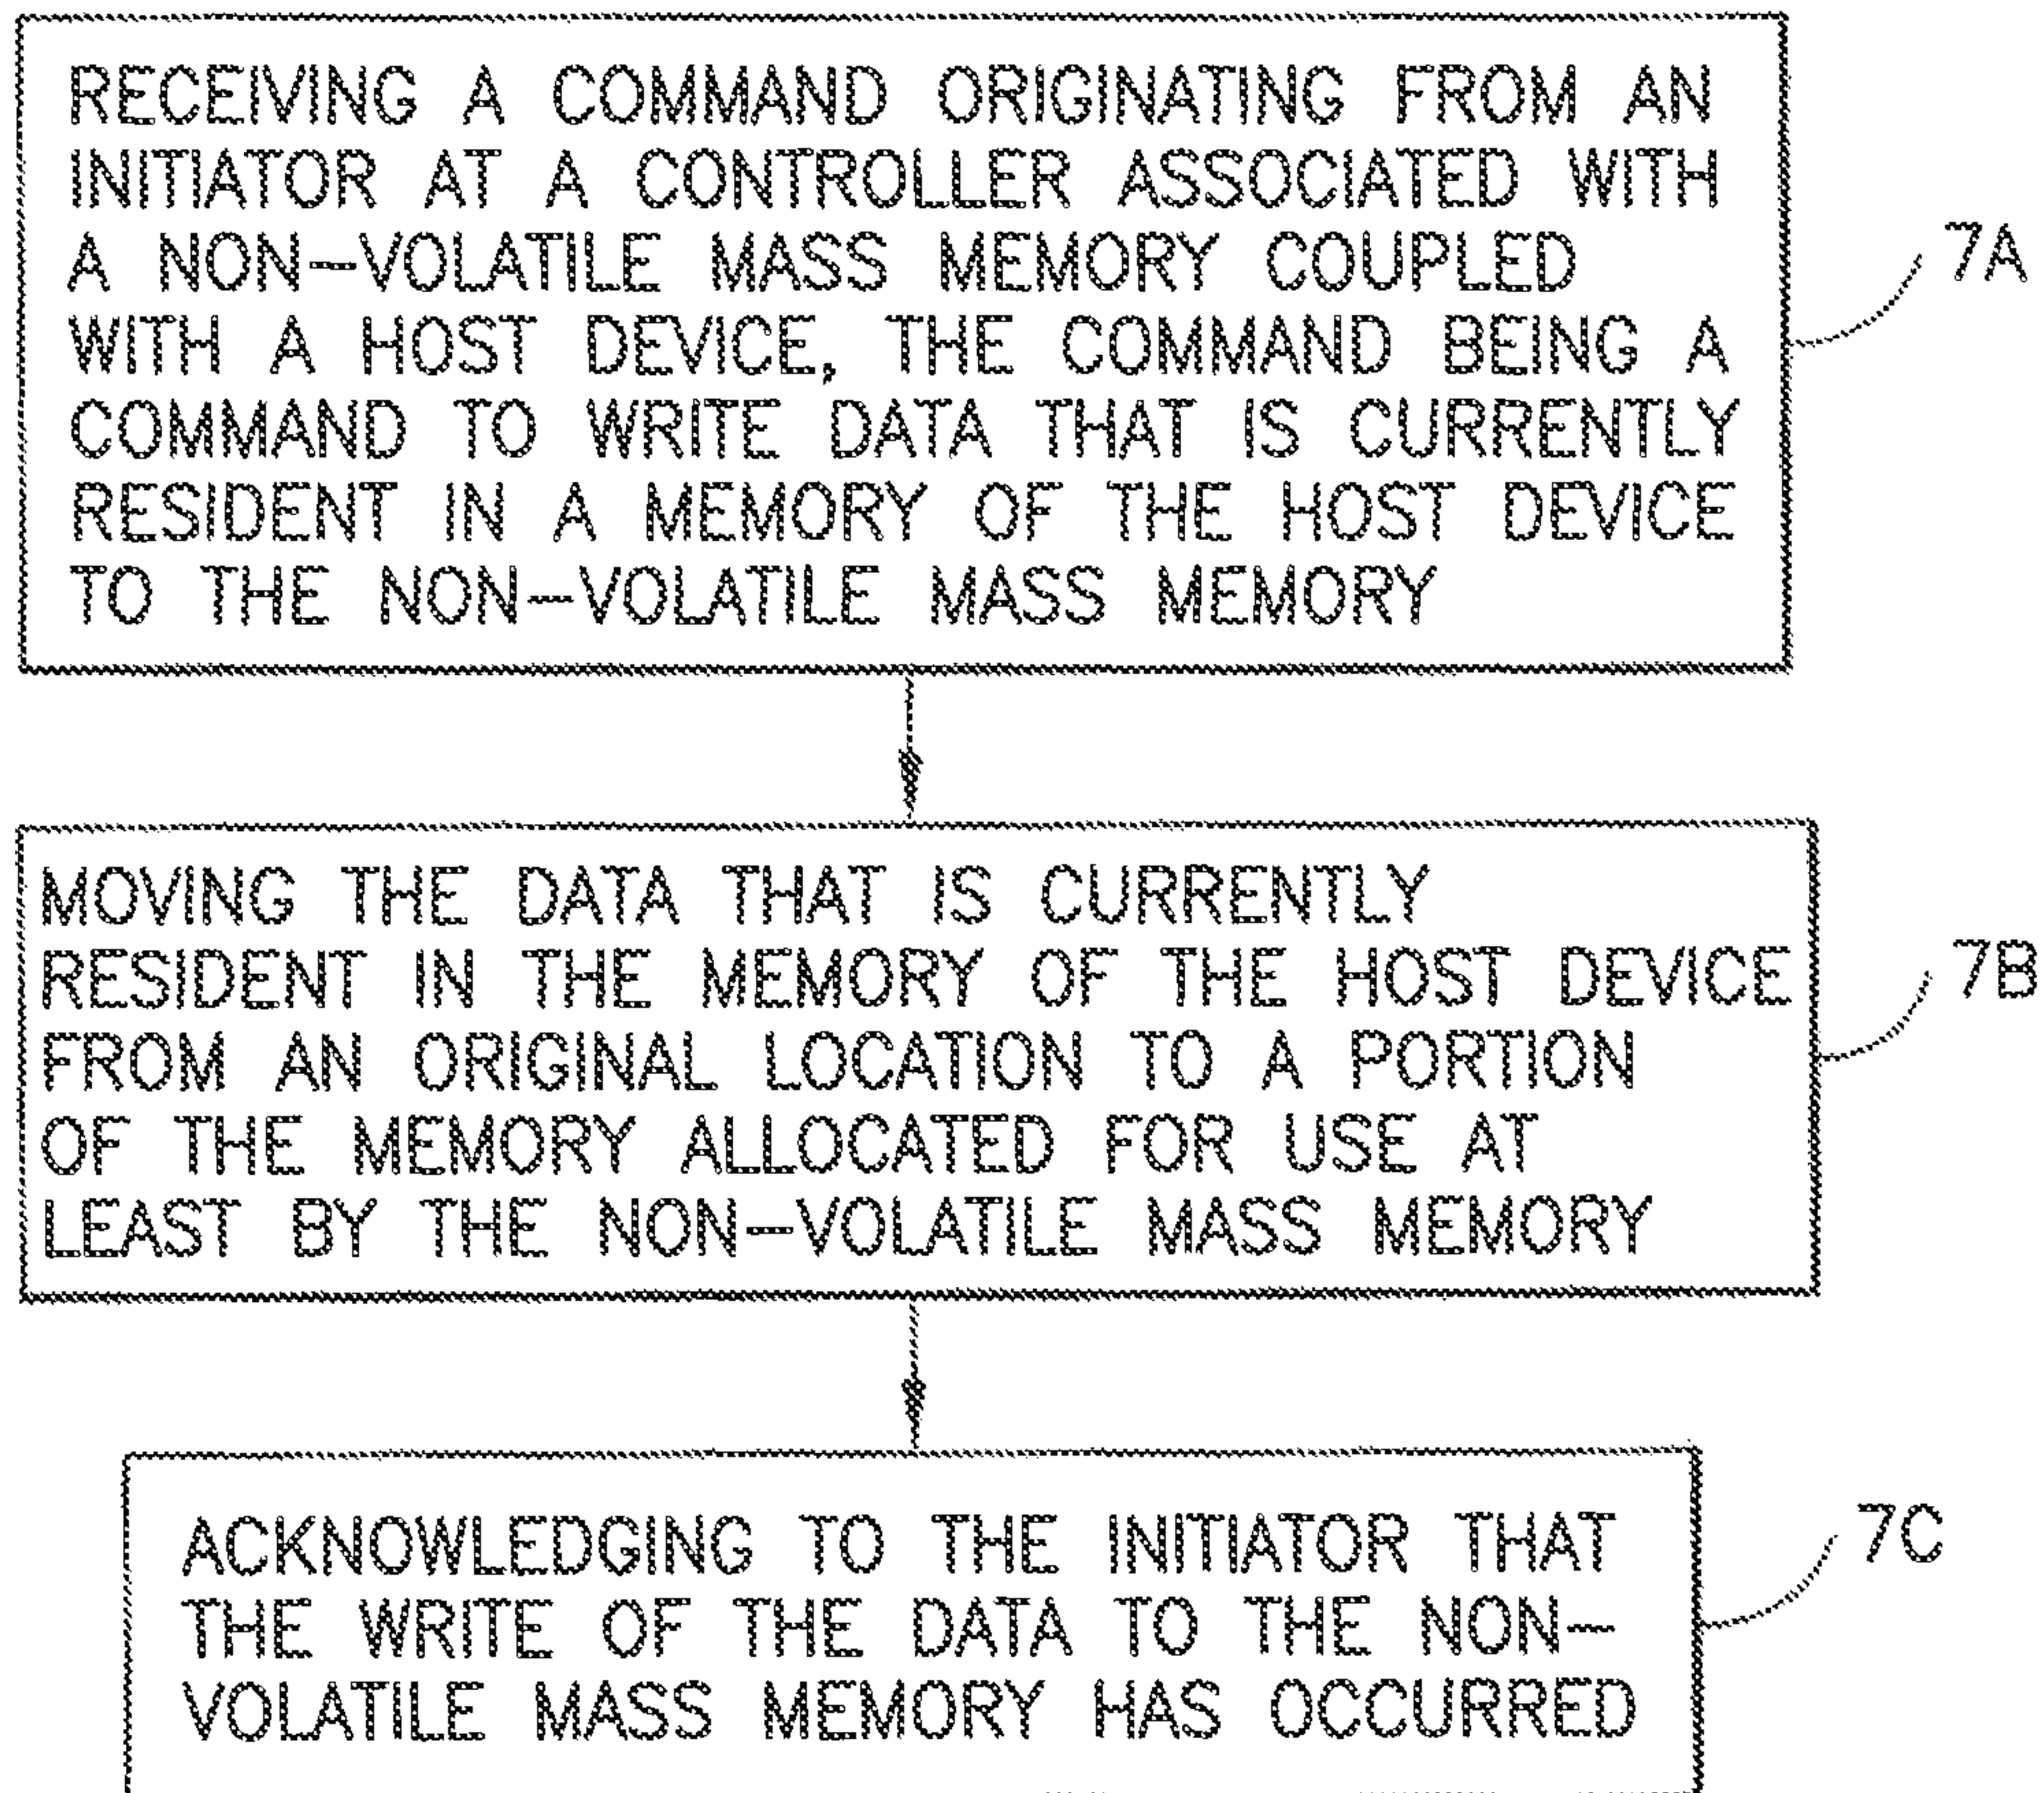 RECEIVING A COMMAND ORIGINATING FROM AN
INITIATOR AT A CONTROLLER ASSOCIATED WITH
A NON-VOLATILE MASS MEMORY COUPLED
WITH A HOST DEVICE, THE COMMAND BEING A
COMMAND TO WRITE DATA THAT IS CURRENTLY
RESIDENT IN A MEMORY OF THE HOST DEVICE
TO THE NON-VOLATILE MASS MEMORY
7A
MOVING THE DATA THAT IS CURRENTLY
RESIDENT IN THE MEMORY OF THE HOST DEVICE
FROM AN ORIGINAL LOCATION TO A PORTION
OF THE MEMORY ALLOCATED FOR USE AT
LEAST BY THE NON-VOLATILE MASS MEMORY
7B
ACKNOWLEDGING TO THE INITIATOR THAT
THE WRITE OF THE DATA TO THE NON-
VOLATILE MASS MEMORY HAS OCCURRED
7C